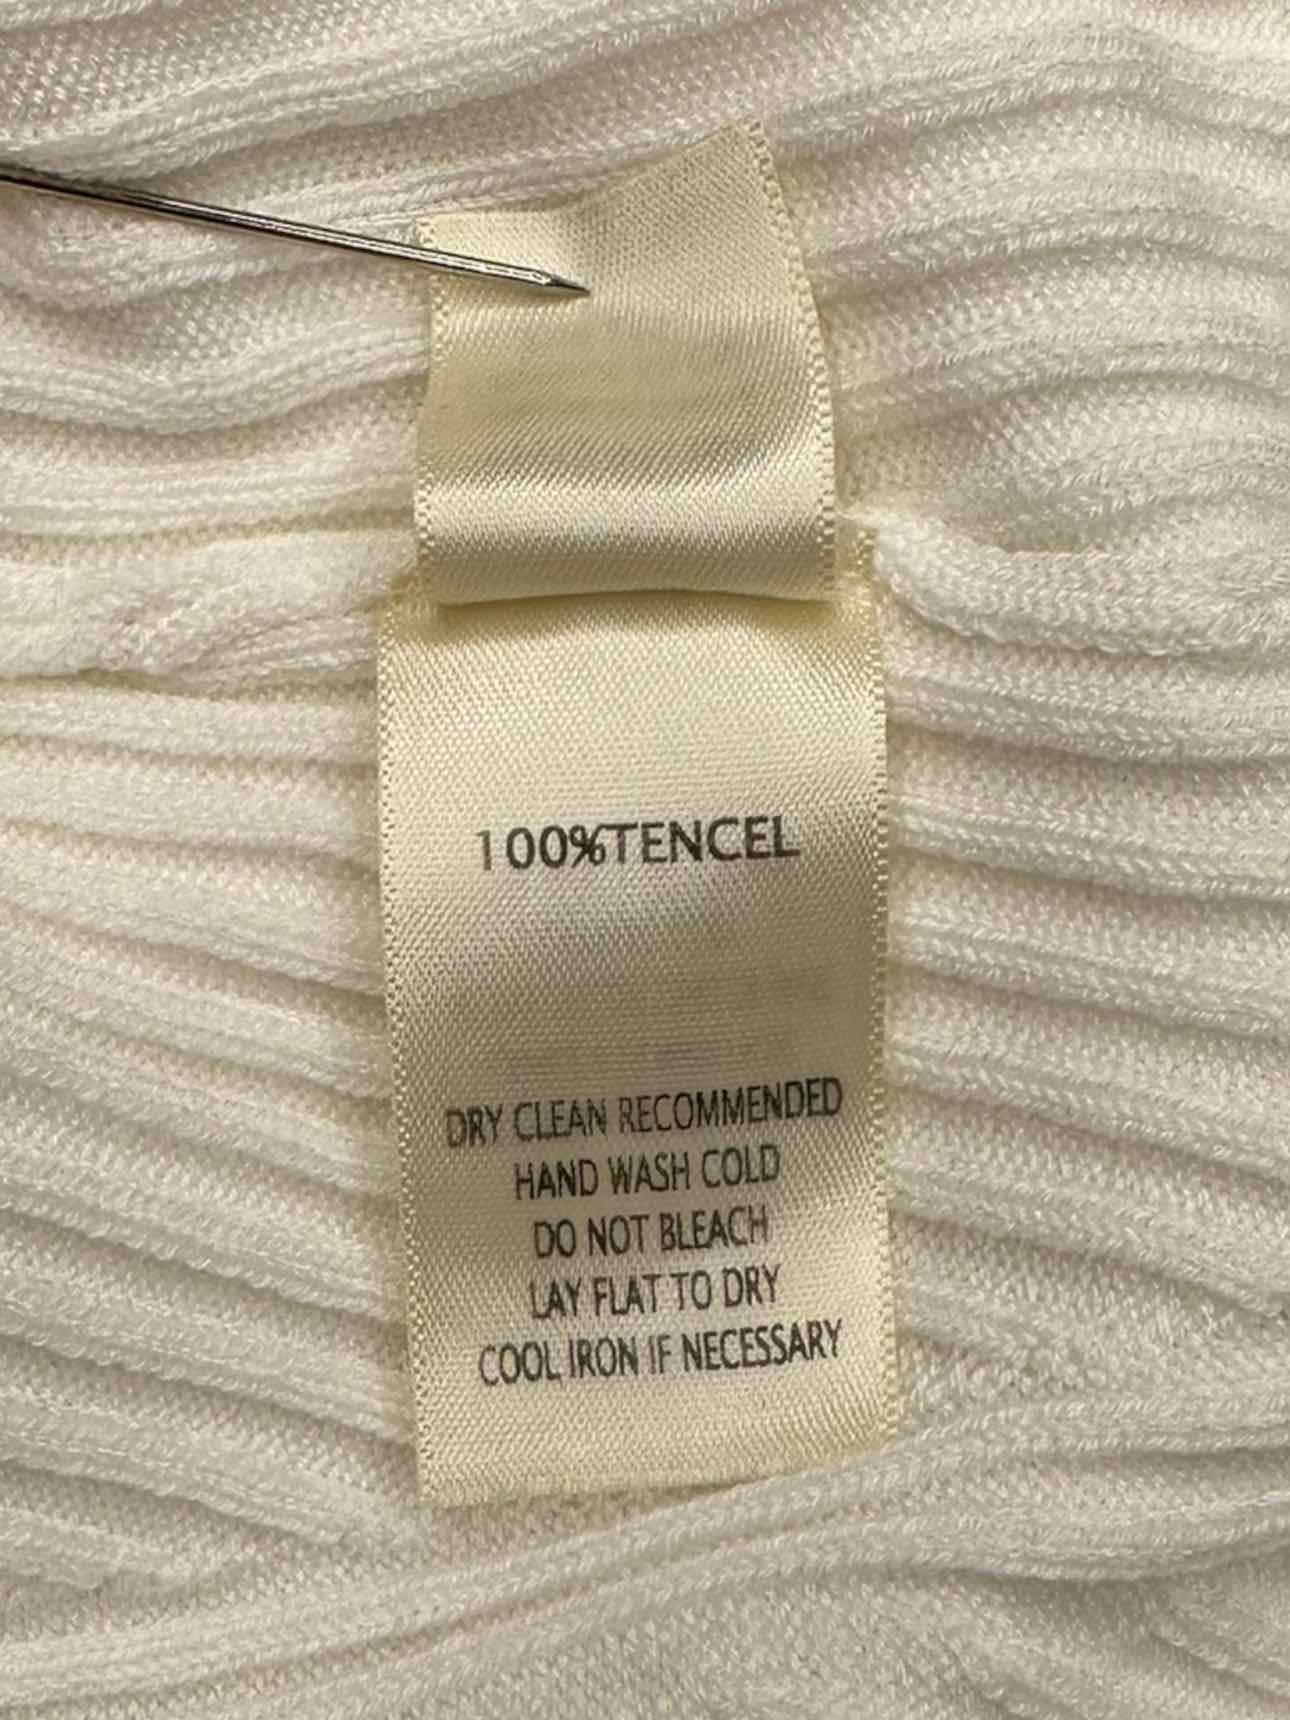 100%TENCEL
DRY CLEAN RECOMMENDED
HAND WASH COLD
DO NOT BLEACH
LAY FLAT TO DRY
COOL IRON IF NECESSARY